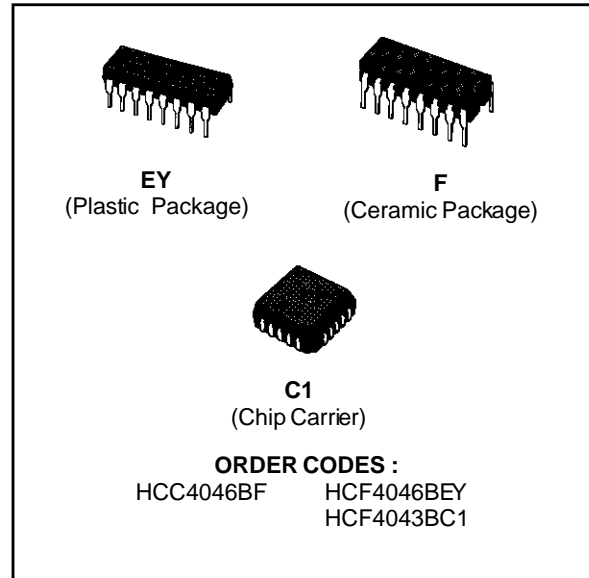 EY
(Plastic Package)
F
(Ceramic Package)
C1
(Chip Carrier)
ORDER CODES :
HCC4046BF HCF4046BEY
HCF4043BC1